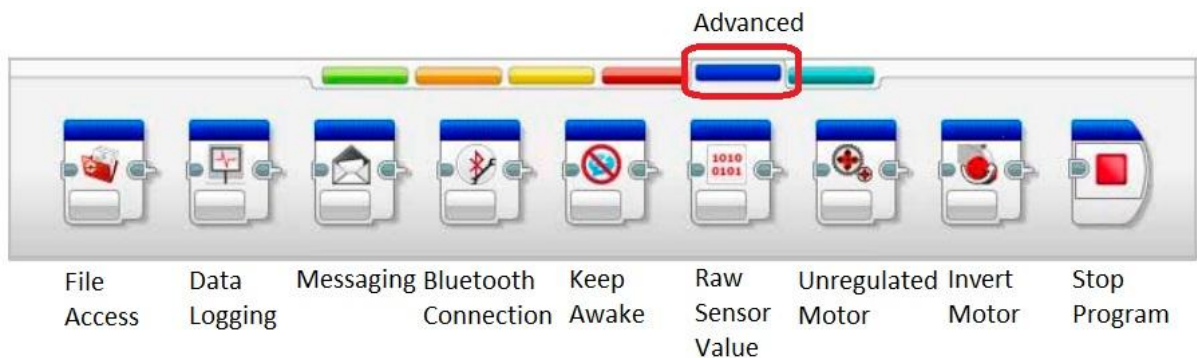 Advanced
1010
0101
File
Access
Data
Logging
Messaging
Bluetooth
Connection
Keep
Awake
Raw
Sensor
Value
Unregulated
Motor
Invert
Motor
Stop
Program